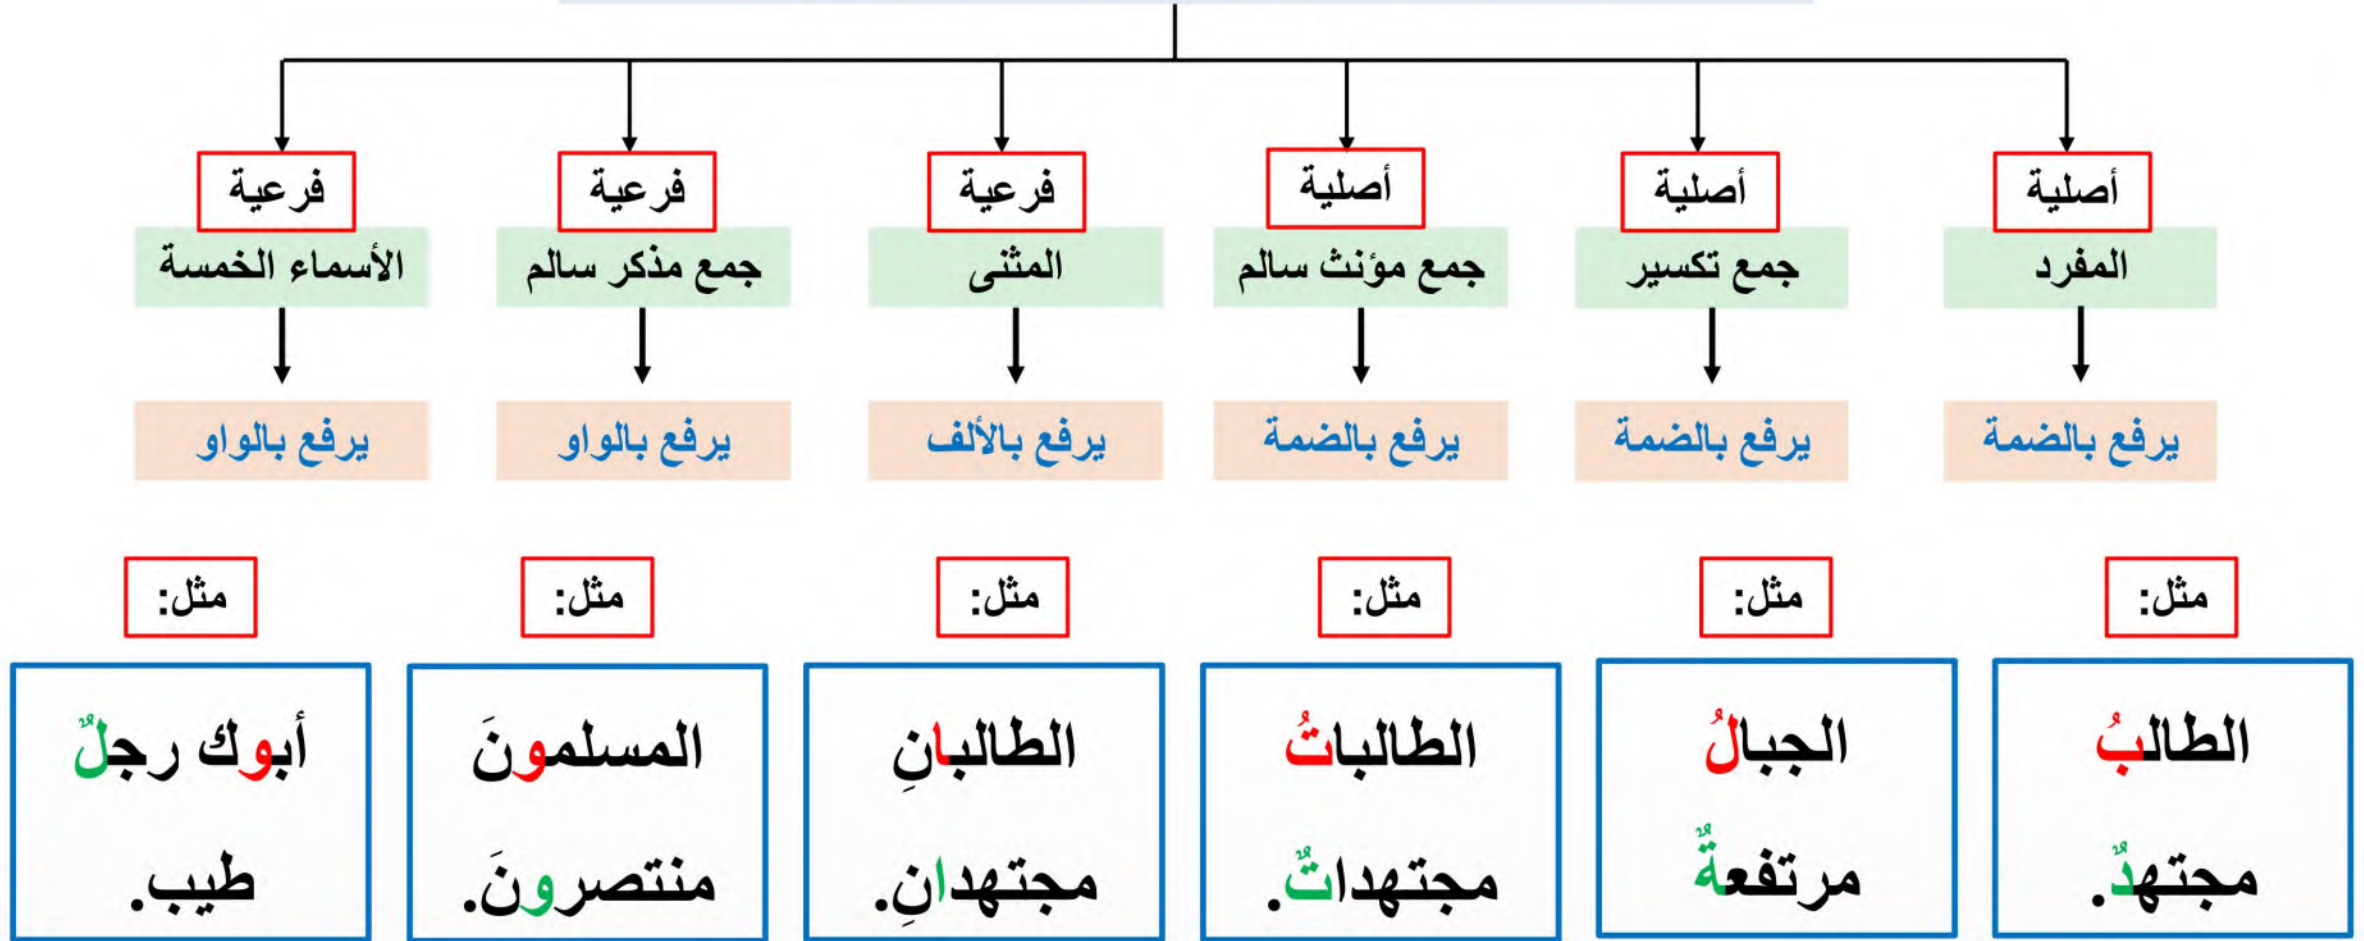 أصلية
أصلية
أصلية
فرعية
فرعية
فرعية
المفرد
جمع تكسير
جمع مؤنث سالم
المثنى
جمع مذكر سالم
الأسماء الخمسة
يرفع بالضمة
يرفع بالضمة
يرفع بالضمة
يرفع بالألف
يرفع بالواو
يرفع بالواو
مثل:
مثل:
مثل:
مثل:
مثل:
مثل:
الطالبُ
مجتهدٌ.
الجبالُ
مرتفعةٌ
الطالباتُ
مجتهداتٌ.
الطالبانِ
مجتهدانِ.
المسلمونَ
منتصرونَ.
أبوك رجلٌ
طيب.